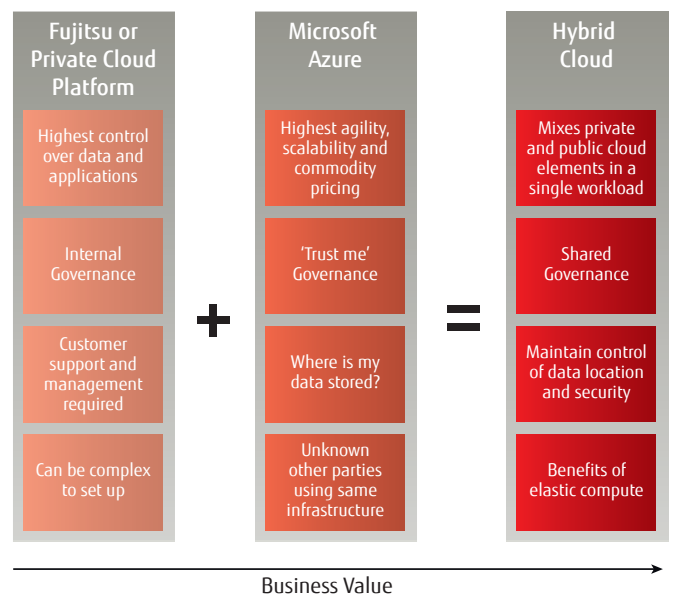 Fujitsu or
Private Cloud
Platform
Highest control
over data and
applications
Internal
Governance
Customer
support and
management
required
Can be complex
to set up
+
Microsoft
Azure
Highest agility,
scalability and
commodity
pricing
‘Trust me’
Governance
Where is my
data stored?
Unknown
other parties
using same
infrastructure
=
Hybrid
Cloud
Mixes private
and public cloud
elements in a
single workload
Shared
Governance
Maintain control
of data location
and security
Benefits of
elastic compute
Business Value